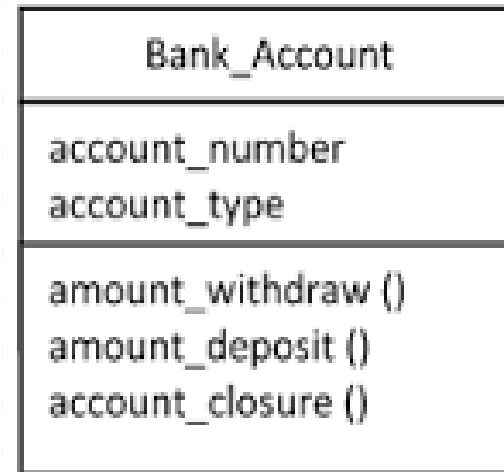 Bank_Account
account_number
account_type
amount_withdraw ()
amount_deposit ()
account_closure ()